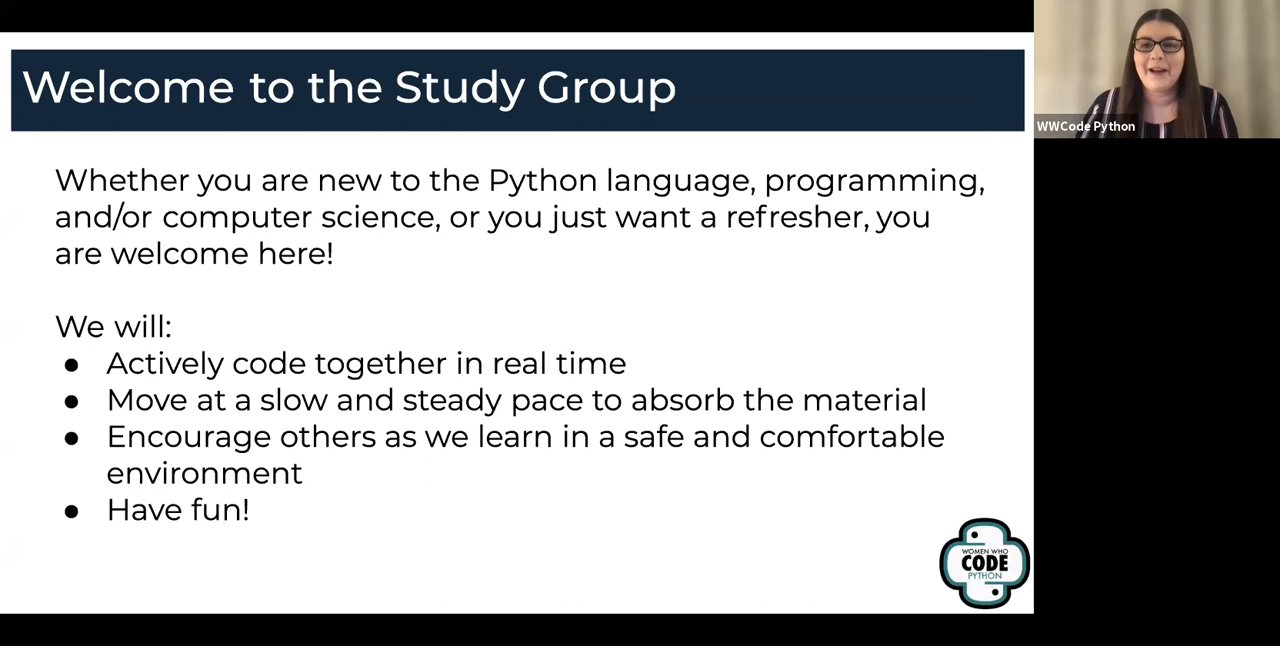 Welcome to the Study Group
WWCode Python
Whether you are new to the Python language, programming,
and/or computer science, or you just want a refresher, you
are welcome here!
We will:
● Actively code together in real time
● Move at a slow and steady pace to absorb the material
● Encourage others as we learn in a safe and comfortable
environment
● Have fun!
WOMEN WHO
CODE
PYTHON